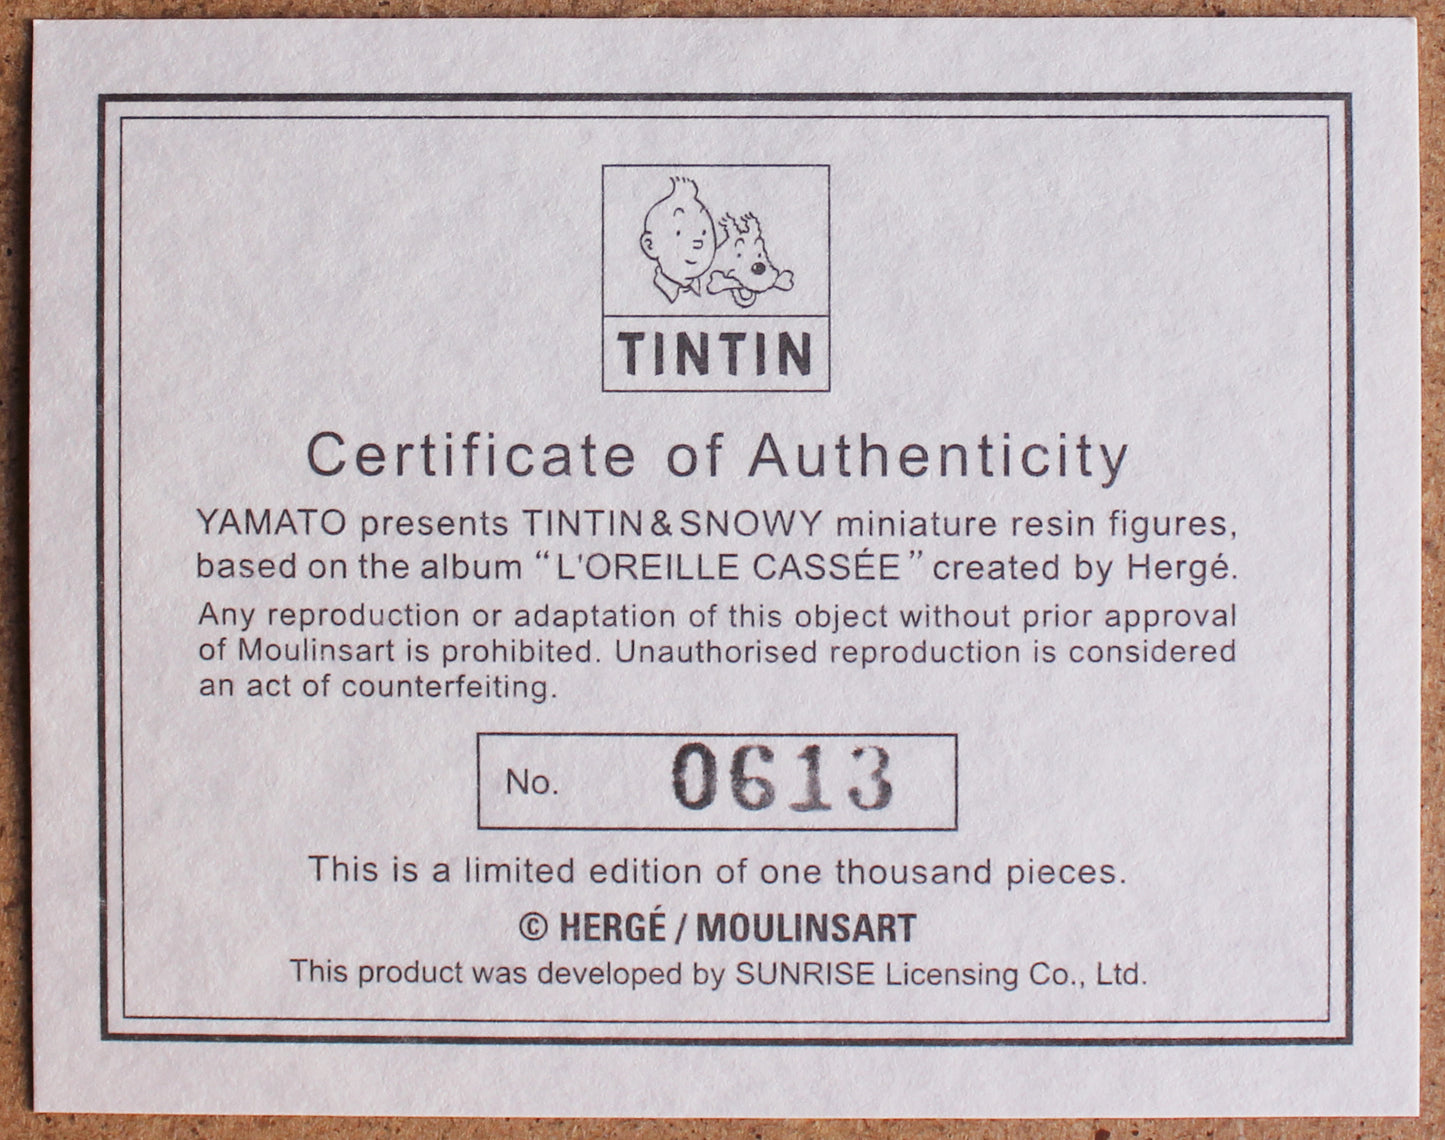 TINTIN
Certificate of Authenticity
YAMATO presents TINTIN & SNOWY miniature resin figures,
based on the album “L'OREILLE CASSÉE” created by Hergé.
Any reproduction or adaptation of this object without prior approval
of Moulinsart is prohibited. Unauthorised reproduction is considered
an act of counterfeiting.
No. 0613
This is a limited edition of one thousand pieces.
© HERGÉ / MOULINSART
This product was developed by SUNRISE Licensing Co., Ltd.